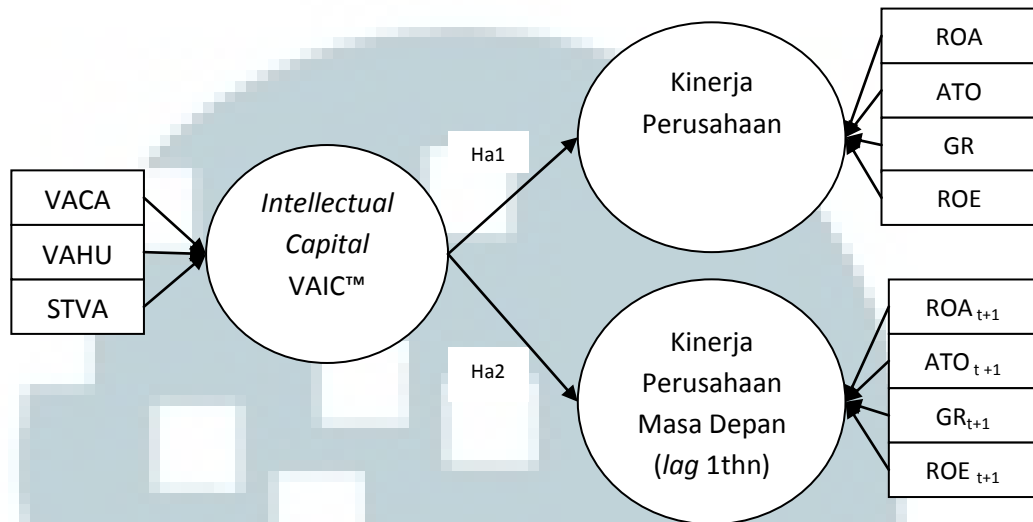 VACA
VAHU
STVA
Intellectual
Capital
VAIC™
Ha1
Ha2
Kinerja
Perusahaan
ROA
ATO
GR
ROE
Kinerja
Perusahaan
Masa Depan
(lag 1thn)
ROA t+1
ATO t +1
GRt+1
ROE t+1